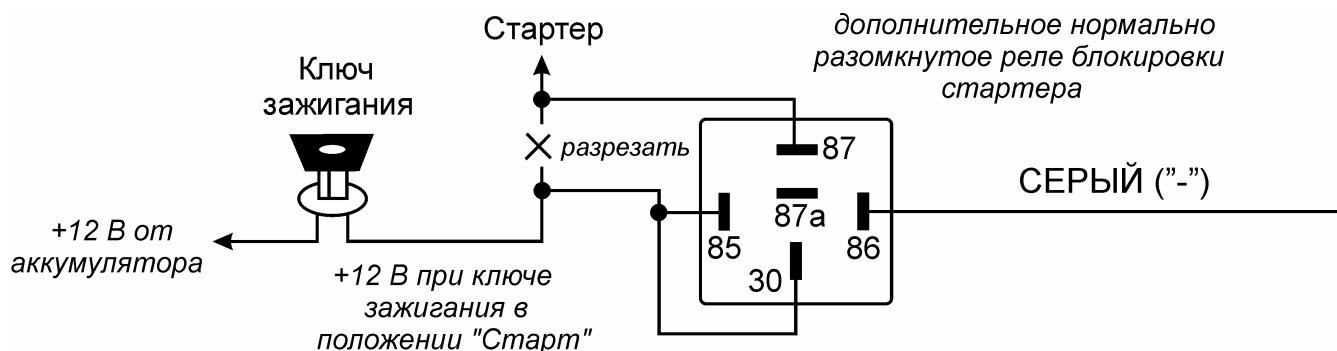 Стартер
дополнительное нормально
разомкнутое реле блокировки
стартера
Ключ
зажигания
разрезать
87
87а
85
86
30
СЕРЫЙ ("-")
+12 В от
аккумулятора
+12 В при ключе
зажигания в
положении "Старт"